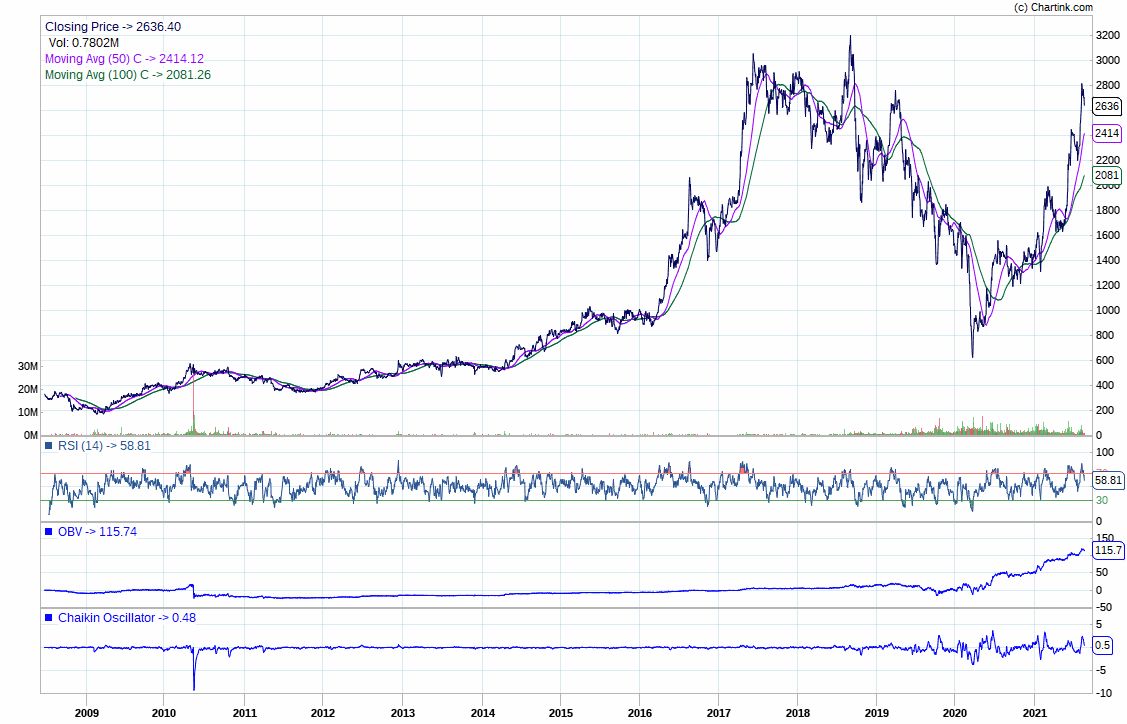 (c) Chartink.com
Closing Price -> 2636.40
Vol: 0.7802M
Moving Avg (50) C -> 2414.12
Moving Avg (100) C -> 2081.26
3200
3000
2800
2636
2414
2200
2081
2000
1800
1600
1400
1200
1000
800
600
400
200
0
30M
20M
10M
0M
RSI (14) -> 58.81
100
70
58.81
30
0
OBV -> 115.74
150
115.7
50
0
-50
Chaikin Oscillator -> 0.48
5
0.5
-5
-10
2009 2010 2011 2012 2013 2014 2015 2016 2017 2018 2019 2020 2021